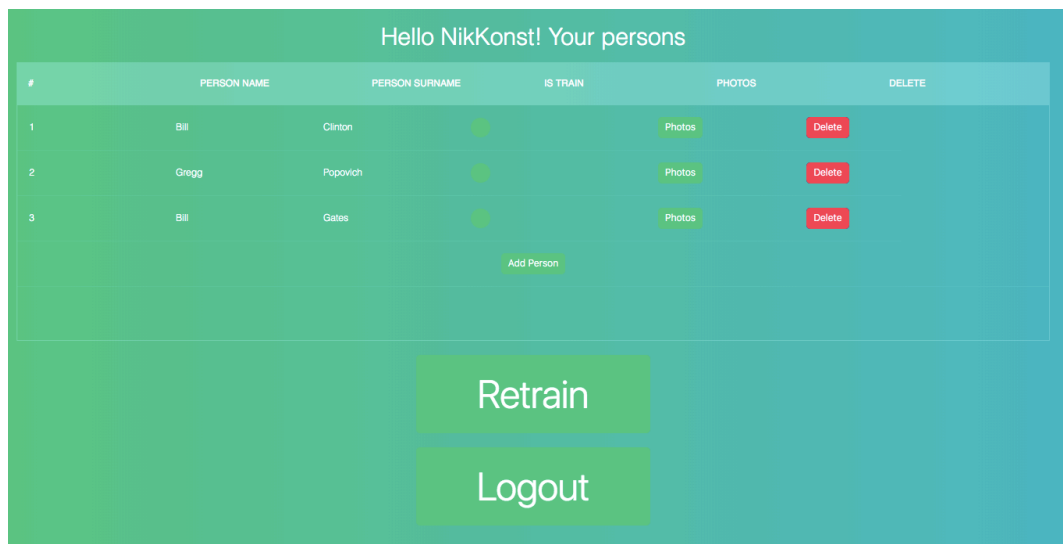 Hello NikKonst! Your persons
# PERSON NAME PERSON SURNAME IS TRAIN PHOTOS DELETE
1 Bill Clinton Photos Delete
2 Gregg Popovich Photos Delete
3 Bill Gates Photos Delete
Add Person
Retrain
Logout